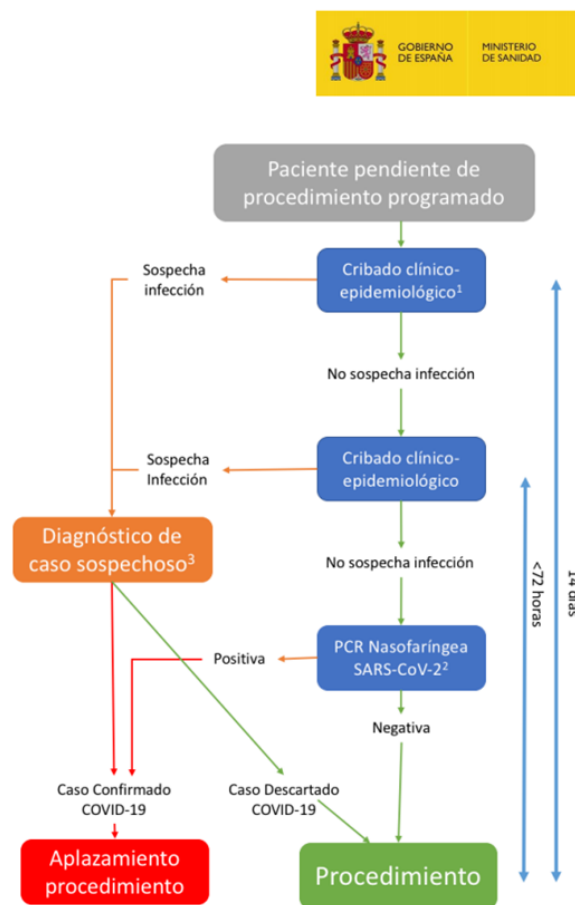 GOBIERNO
DE ESPAÑA
MINISTERIO
DE SANIDAD
Paciente pendiente de
procedimiento programado
Sospecha
infección
Cribado clínico-
epidemiológico¹
No sospecha infección
Sospecha
Infección
Cribado clínico-
epidemiológico
Diagnóstico de
caso sospechoso³
No sospecha infección
<72 horas
14 días
Positiva
PCR Nasofaríngea
SARS-CoV-2²
Negativa
Caso Confirmado
COVID-19
Caso Descartado
COVID-19
Aplazamiento
procedimiento
Procedimiento